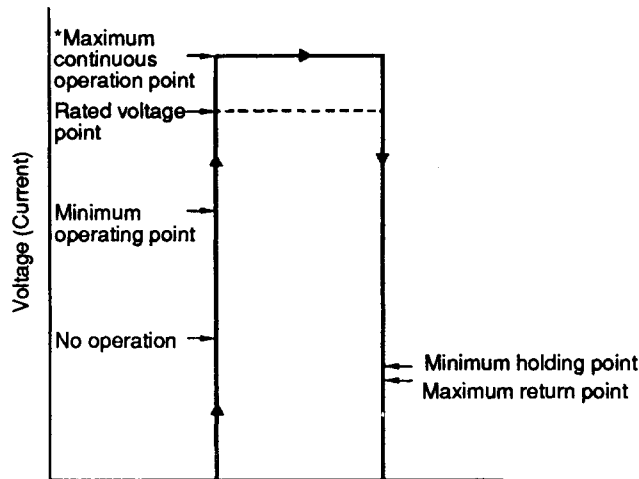 *Maximum
continuous
operation point
Rated voltage
point
Minimum
operating point
No operation
Voltage (Current)
Minimum holding point
Maximum return point